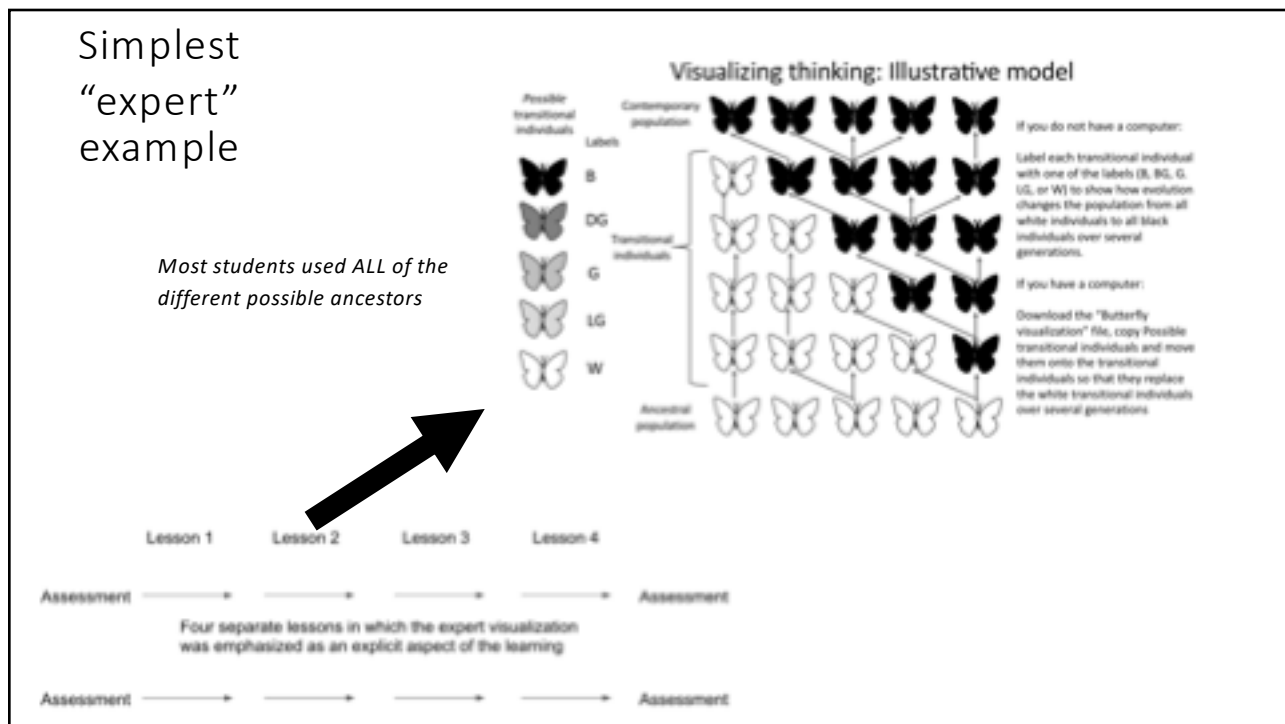 Simplest
“expert”
example
Most students used ALL of the
different possible ancestors
Visualizing thinking: Illustrative model
Possible
transitional
individuals
Labels
B
DG
G
LG
W
Contemporary
population
Transitional
individuals
Ancestral
population
If you do not have a computer:
Label each transitional individual
with one of the labels (B, BG, G,
LG, or W) to show how evolution
changes the population from all
white individuals to all black
individuals over several
generations.
If you have a computer:
Download the "Butterfly
visualization" file, copy Possible
transitional individuals and move
them onto the transitional
individuals so that they replace
the white transitional individuals
over several generations
Lesson 1 Lesson 2 Lesson 3 Lesson 4
Assessment Assessment
Four separate lessons in which the expert visualization
was emphasized as an explicit aspect of the learning
Assessment Assessment